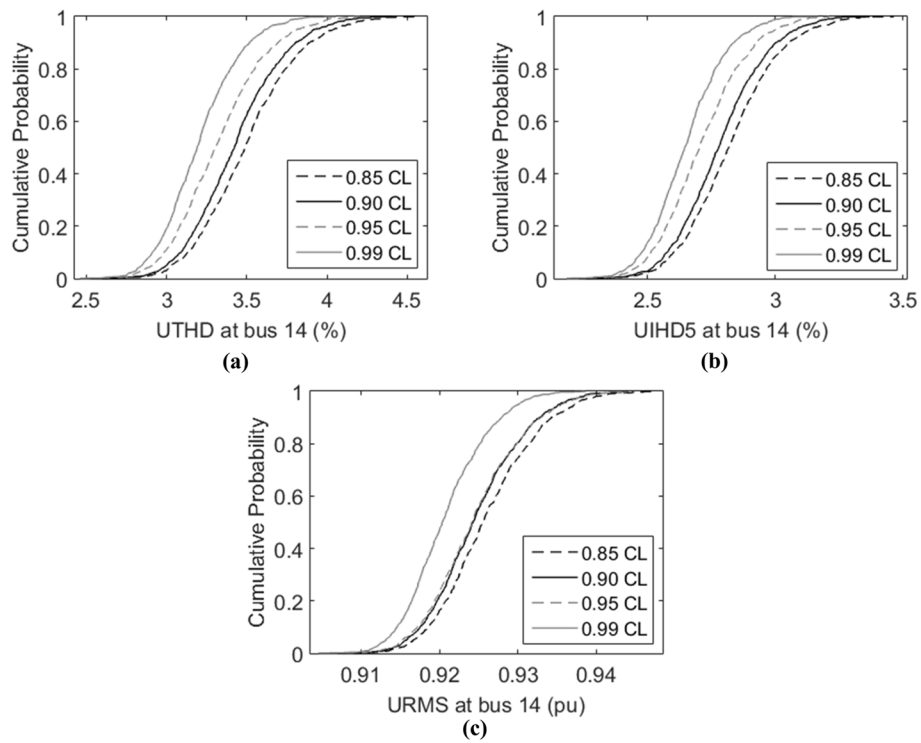 1
0.8
0.6
0.4
0.2
0
Cumulative Probability
0.85 CL
0.90 CL
0.95 CL
0.99 CL
2.5 3 3.5 4 4.5
UTHD at bus 14 (%)
(a)
1
0.8
0.6
0.4
0.2
0
Cumulative Probability
0.85 CL
0.90 CL
0.95 CL
0.99 CL
2.5 3 3.5
UIHD5 at bus 14 (%)
(b)
1
0.8
0.6
0.4
0.2
0
Cumulative Probability
0.85 CL
0.90 CL
0.95 CL
0.99 CL
0.91 0.92 0.93 0.94
URMS at bus 14 (pu)
(c)